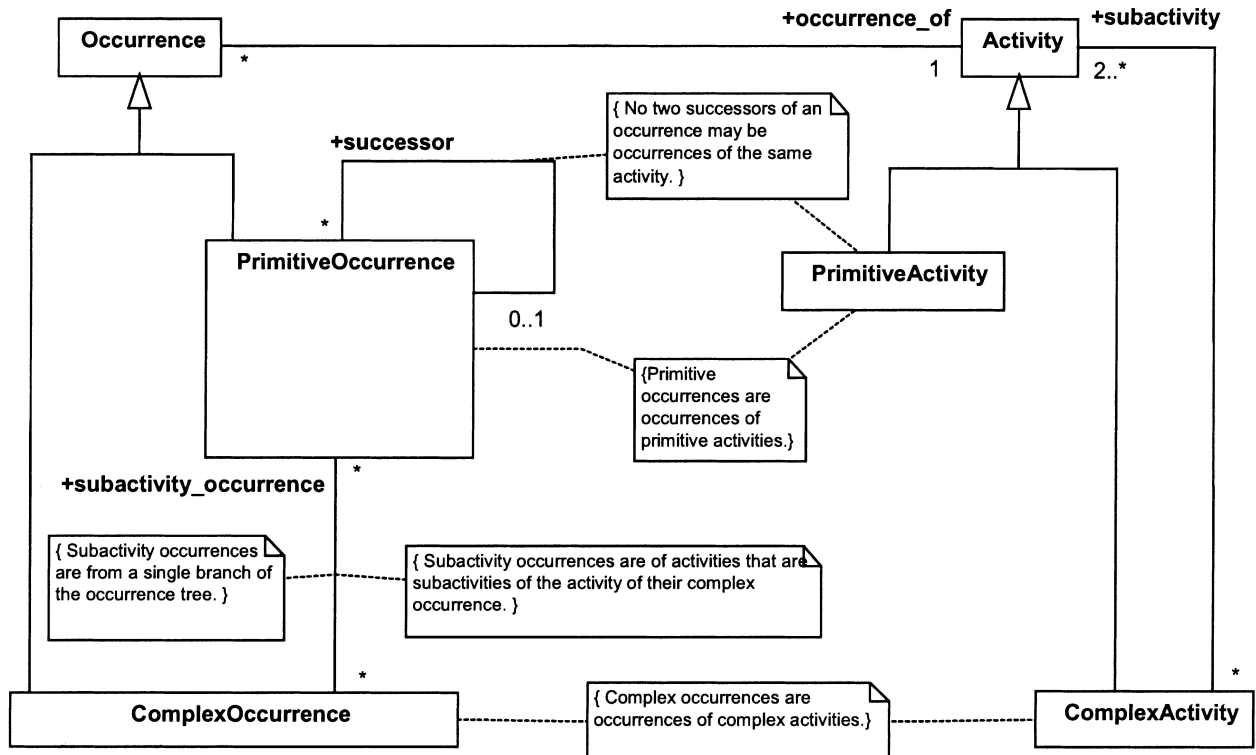 +occurrence_of
+subactivity
Occurrence
Activity
*
1
2..*
{ No two successors of an
occurrence may be
occurrences of the same
activity. }
+successor
*
PrimitiveOccurrence
PrimitiveActivity
0..1
{Primitive
occurrences are
occurrences of
primitive activities.}
*
+subactivity_occurrence
{ Subactivity occurrences
are from a single branch of
the occurrence tree. }
{ Subactivity occurrences are of activities that are
subactivities of the activity of their complex
occurrence. }
*
*
ComplexOccurrence
{ Complex occurrences are
occurrences of complex activities.}
ComplexActivity